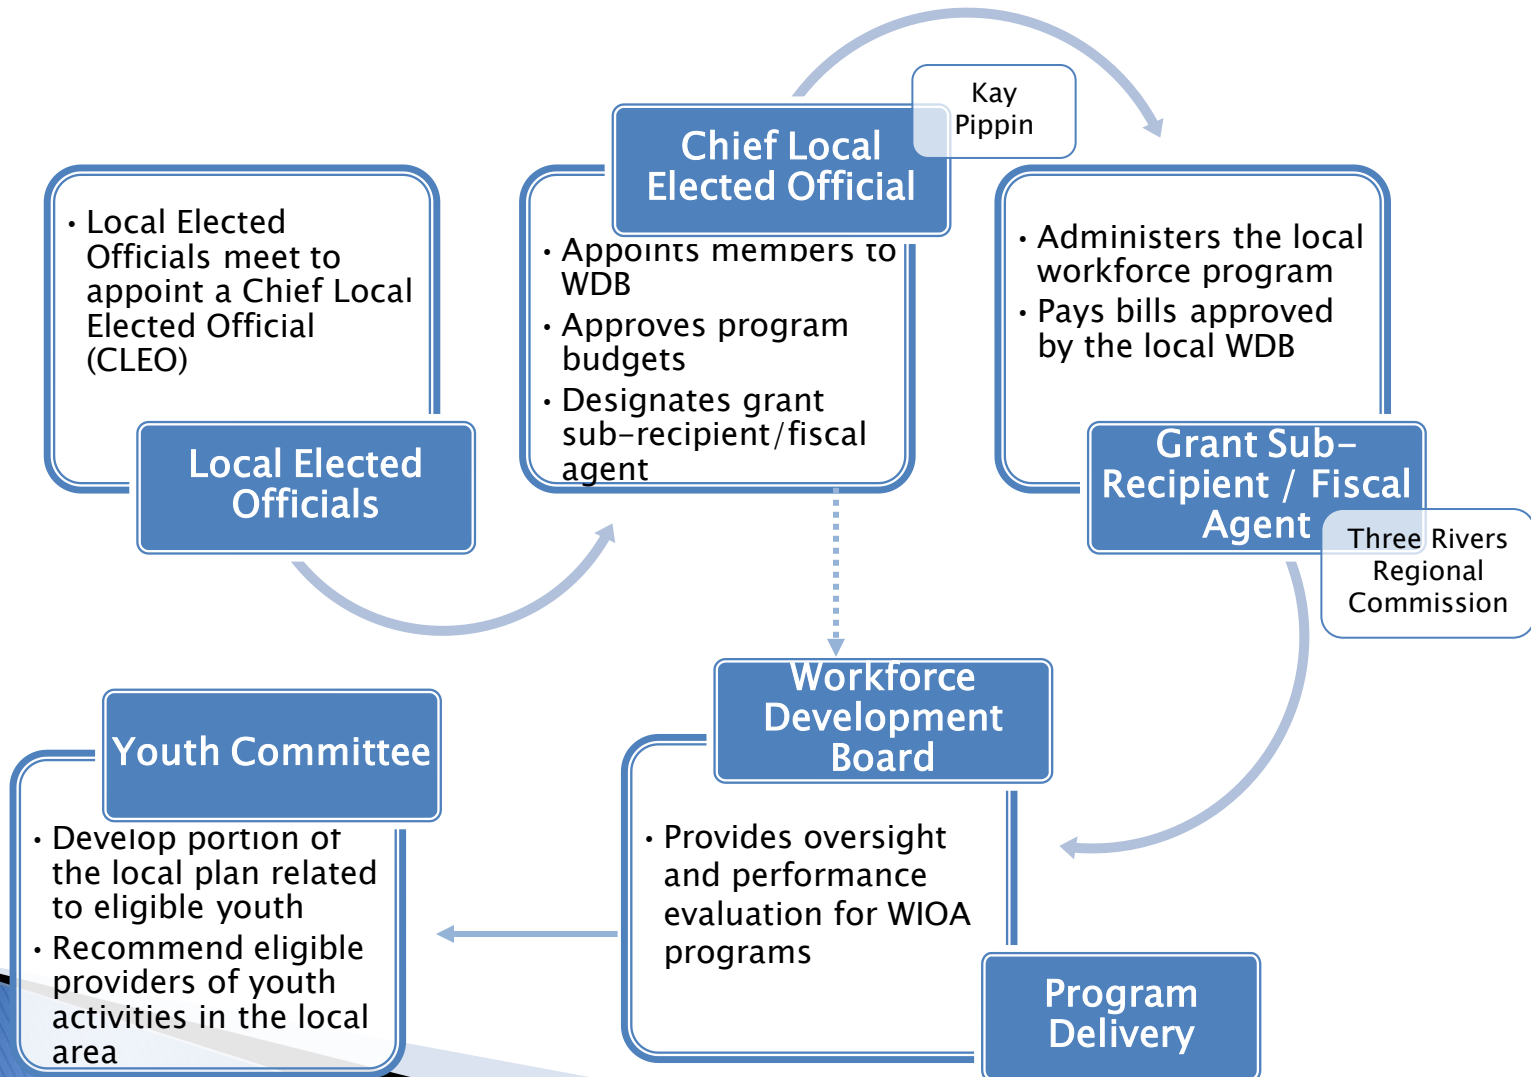 • Local Elected
Officials meet to
appoint a Chief Local
Elected Official
(CLEO)
Local Elected
Officials
Chief Local
Elected Official
Kay
Pippin
• Appoints members to
WDB
• Approves program
budgets
• Designates grant
sub-recipient/fiscal
agent
• Administers the local
workforce program
• Pays bills approved
by the local WDB
Grant Sub-
Recipient / Fiscal
Agent
Three Rivers
Regional
Commission
Workforce
Development
Board
• Provides oversight
and performance
evaluation for WIOA
programs
Program
Delivery
Youth Committee
• Develop portion of
the local plan related
to eligible youth
• Recommend eligible
providers of youth
activities in the local
area